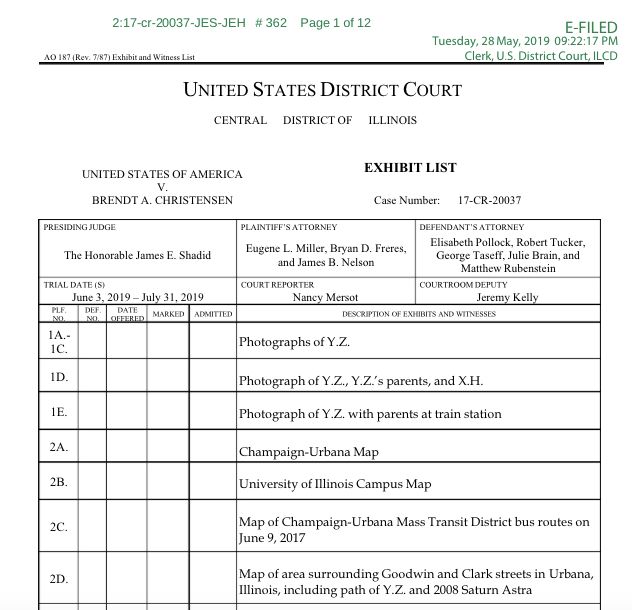 2:17-cr-20037-JES-JEH # 362 Page 1 of 12
E-FILED
Tuesday, 28 May, 2019 09:22:17 PM
Clerk, U.S. District Court, ILCD
AO 187 (Rev. 7/87) Exhibit and Witness List
UNITED STATES DISTRICT COURT
CENTRAL DISTRICT OF ILLINOIS
UNITED STATES OF AMERICA
V.
BRENDT A. CHRISTENSEN
EXHIBIT LIST
Case Number: 17-CR-20037
PRESIDING JUDGE
The Honorable James E. Shadid
PLAINTIFF'S ATTORNEY
Eugene L. Miller, Bryan D. Freres,
and James B. Nelson
DEFENDANT'S ATTORNEY
Elisabeth Pollock, Robert Tucker,
George Taseff, Julie Brain, and
Matthew Rubenstein
TRIAL DATE (S)
June 3, 2019 – July 31, 2019
COURT REPORTER
Nancy Mersot
COURTROOM DEPUTY
Jeremy Kelly
PLF. NO.
DEF. NO.
DATE OFFERED
MARKED
ADMITTED
DESCRIPTION OF EXHIBITS AND WITNESSES
1A.-
1C.
Photographs of Y.Z.
1D.
Photograph of Y.Z., Y.Z.'s parents, and X.H.
1E.
Photograph of Y.Z. with parents at train station
2A.
Champaign-Urbana Map
2B.
University of Illinois Campus Map
2C.
Map of Champaign-Urbana Mass Transit District bus routes on
June 9, 2017
2D.
Map of area surrounding Goodwin and Clark streets in Urbana,
Illinois, including path of Y.Z. and 2008 Saturn Astra